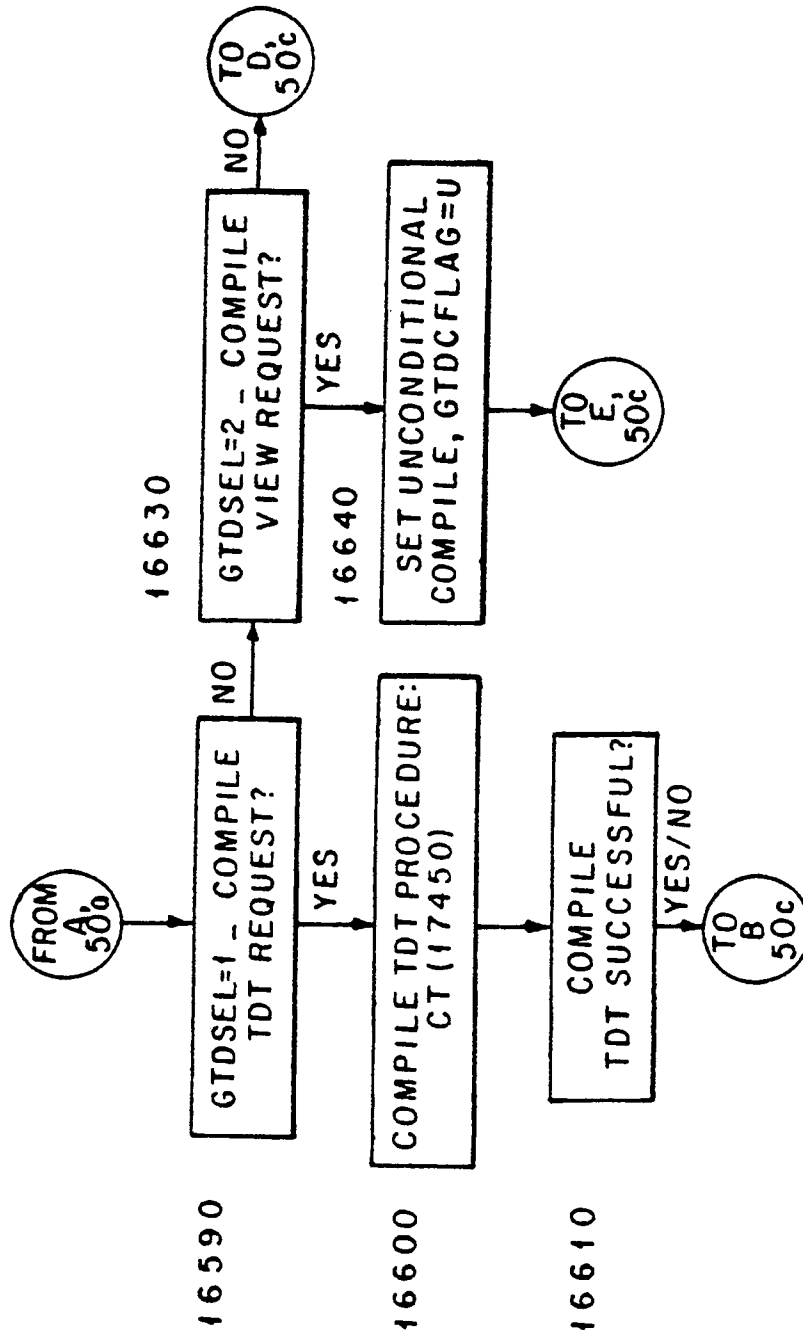 FROM
A,
50a
16590
GTDSEL=1 _ COMPILE
TDT REQUEST?
NO
YES
16600
COMPILE TDT PROCEDURE:
CT (17450)
16610
COMPILE
TDT SUCCESSFUL?
YES/NO
TO
B
50c
16630
GTDSEL=2 _ COMPILE
VIEW REQUEST?
NO
TO
D,
50c
YES
16640
SET UNCONDITIONAL
COMPILE, GTDCFLAG=U
TO
E,
50c